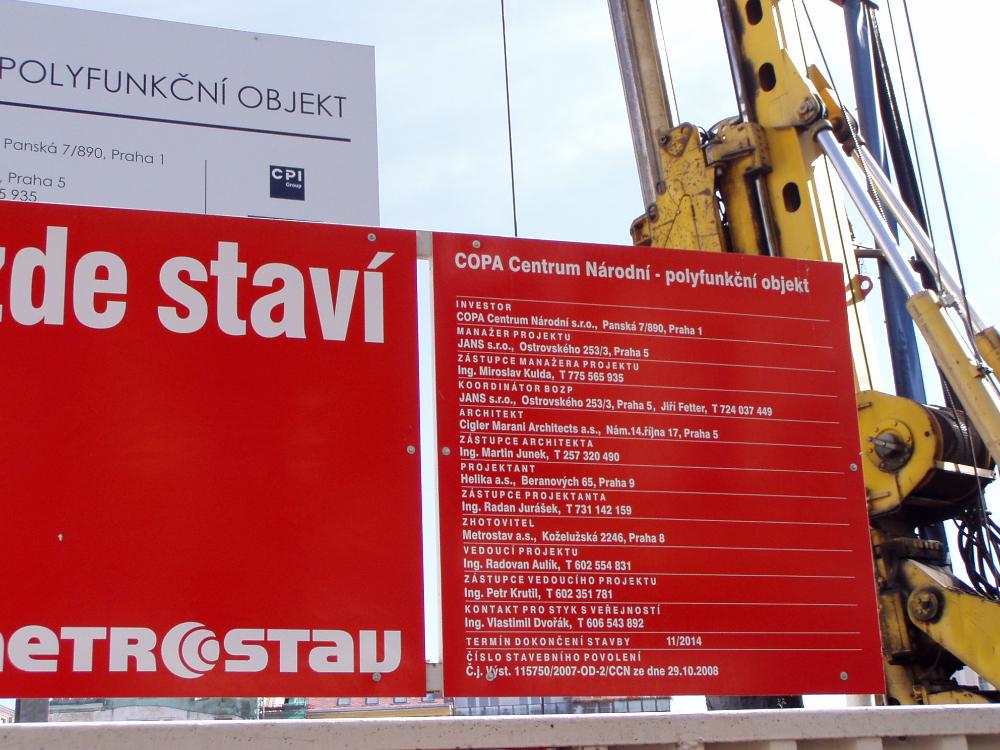 POLYFUNKČNÍ OBJEKT
Panská 7/890, Praha 1
, Praha 5
5 935
CPI
Group
zde staví
METROSTAV
COPA Centrum Národní - polyfunkční objekt
INVESTOR
COPA Centrum Národní s.r.o., Panská 7/890, Praha 1
MANAŽER PROJEKTU
JANS s.r.o., Ostrovského 253/3, Praha 5
ZÁSTUPCE MANAŽERA PROJEKTU
Ing. Miroslav Kulda, T 775 565 935
KOORDINÁTOR BOZP
JANS s.r.o., Ostrovského 253/3, Praha 5, Jiří Fetter, T 724 037 449
ARCHITEKT
Cigler Marani Architects a.s., Nám.14.října 17, Praha 5
ZÁSTUPCE ARCHITEKTA
Ing. Martin Junek, T 257 320 490
PROJEKTANT
Helika a.s., Beranových 65, Praha 9
ZÁSTUPCE PROJEKTANTA
Ing. Radan Jurášek, T 731 142 159
ZHOTOVITEL
Metrostav a.s., Koželužská 2246, Praha 8
VEDOUCÍ PROJEKTU
Ing. Radovan Aulík, T 602 554 831
ZÁSTUPCE VEDOUCÍHO PROJEKTU
Ing. Petr Krutil, T 602 351 781
KONTAKT PRO STYK S VEŘEJNOSTÍ
Ing. Vlastimil Dvořák, T 606 543 892
TERMÍN DOKONČENÍ STAVBY 11/2014
ČÍSLO STAVEBNÍHO POVOLENÍ
Č.j. Výst. 115750/2007-OD-2/CCN ze dne 29.10.2008